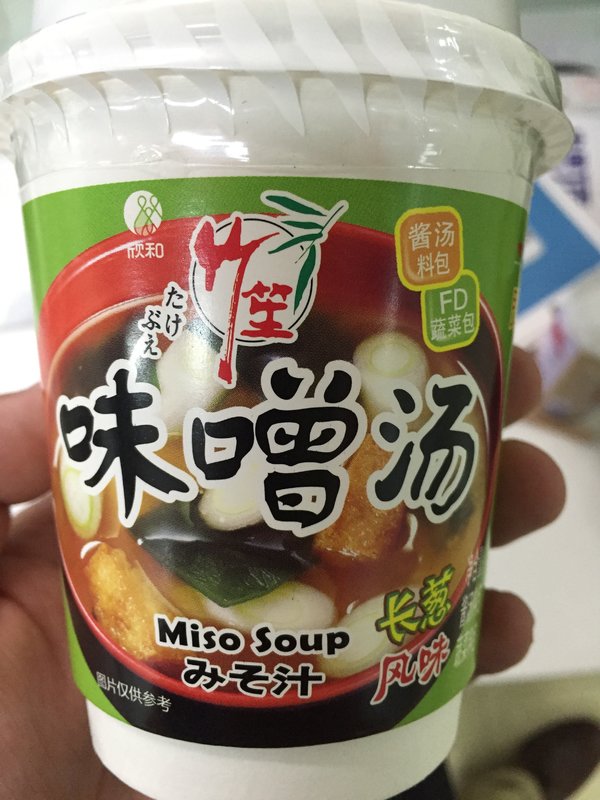 欣和
竹笙
たけぶえ
酱汤
料包
FD
蔬菜包
味噌汤
Miso Soup
みそ汁
长葱
风味
图片仅供参考